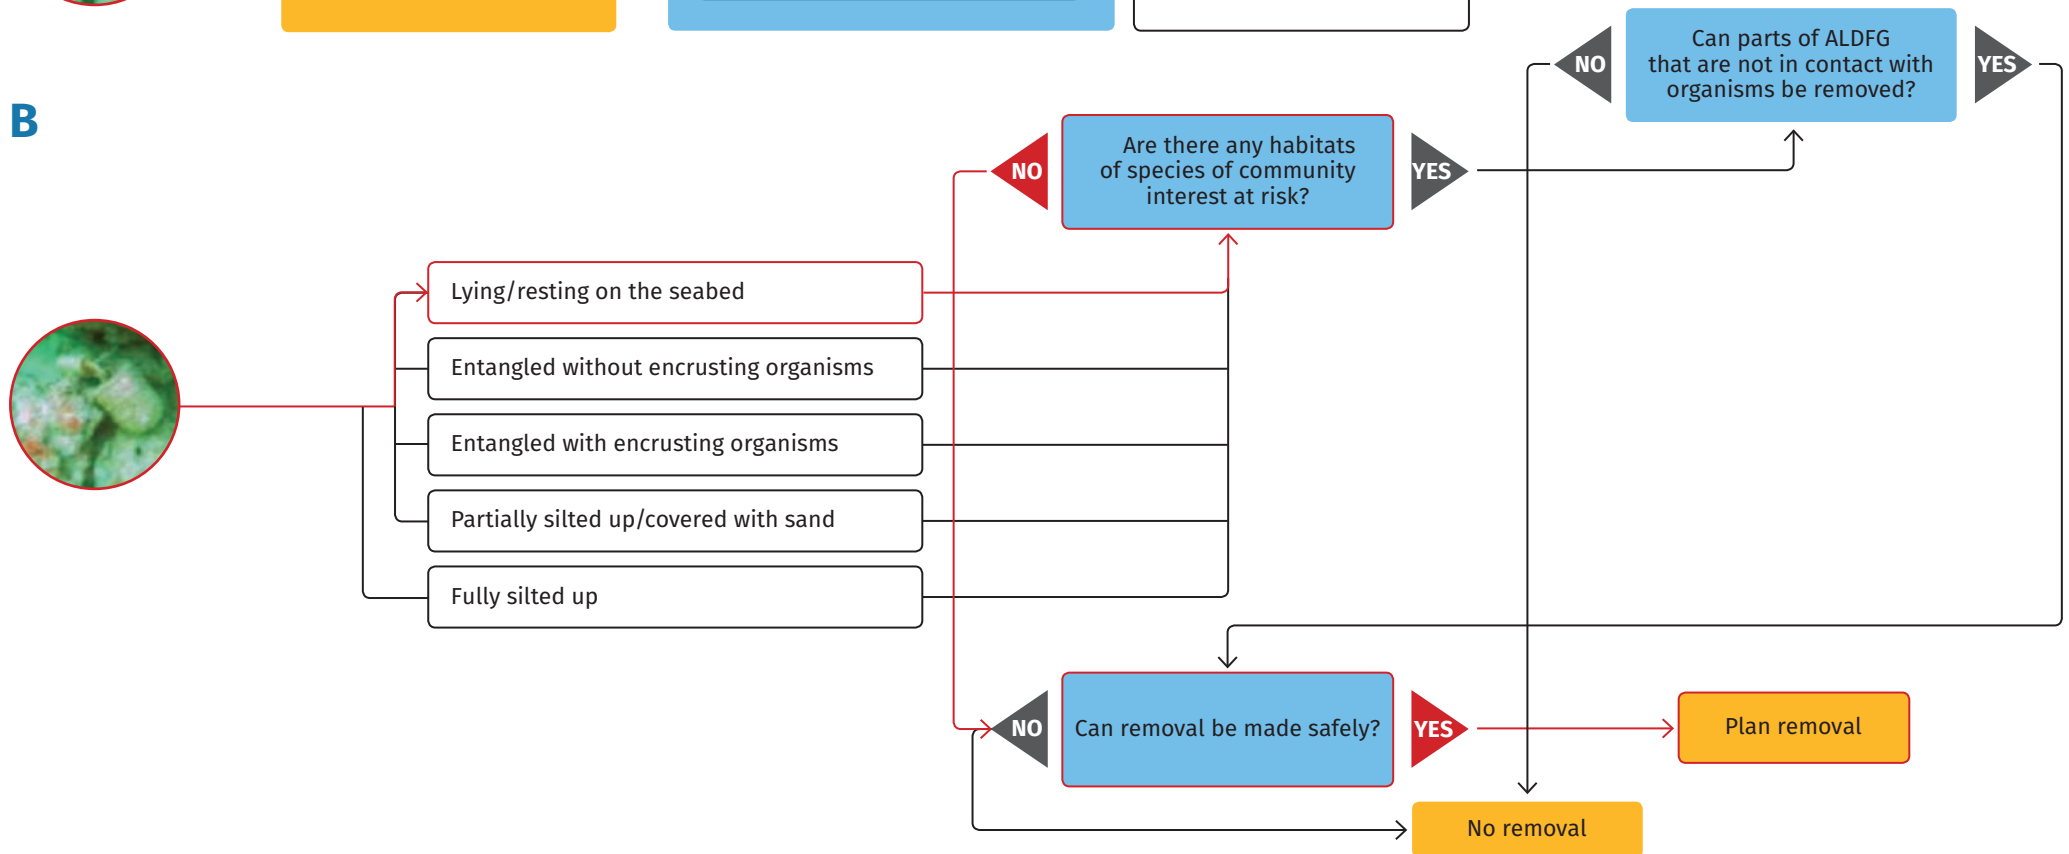 NO
Can parts of ALDFG
that are not in contact with
organisms be removed?
YES
B
NO
Are there any habitats
of species of community
interest at risk?
YES
Lying/resting on the seabed
Entangled without encrusting organisms
Entangled with encrusting organisms
Partially silted up/covered with sand
Fully silted up
NO
Can removal be made safely?
YES
Plan removal
No removal